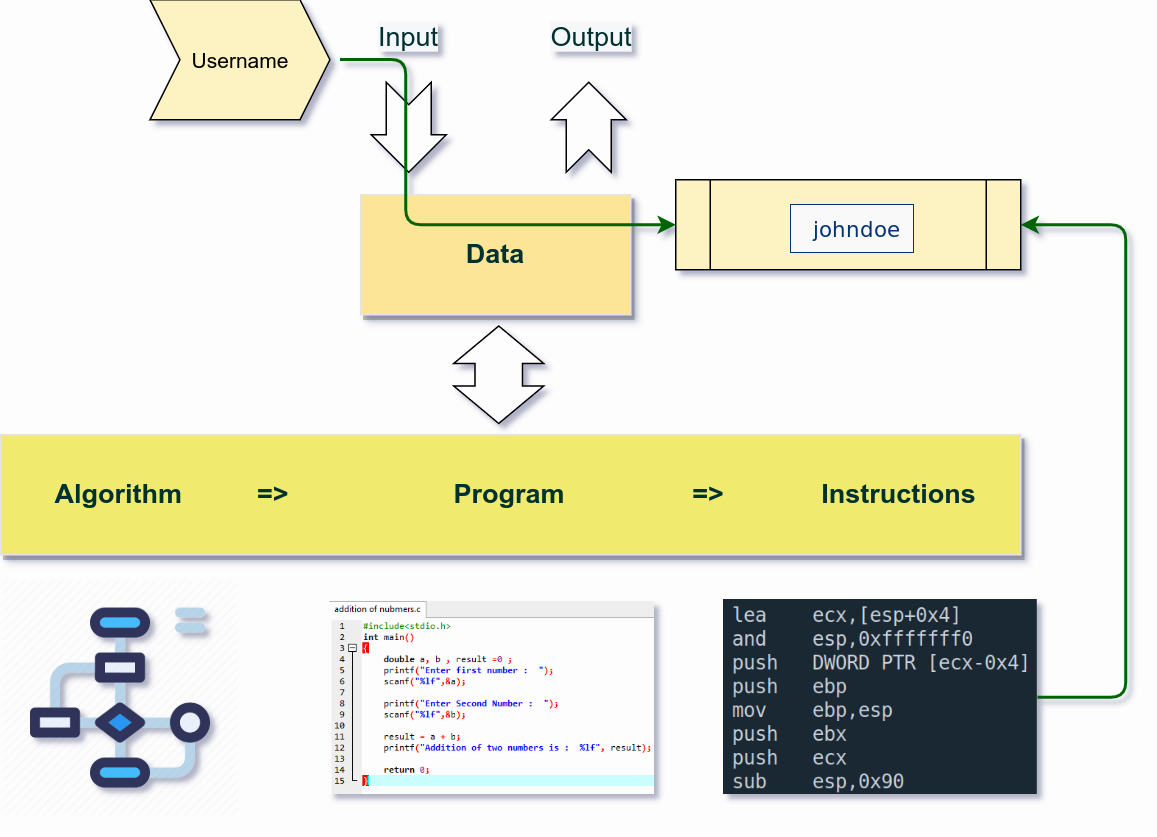 Username
Input
Output
johndoe
Data
Algorithm => Program => Instructions
addition of nubmers.c
1 #include<stdio.h>
2 int main()
3 {
4 double a, b , result =0 ;
5 printf("Enter first number :  ");
6 scanf("%lf",&a);
7
8 printf("Enter Second Number :  ");
9 scanf("%lf",&b);
10
11 result = a + b;
12 printf("Addition of two numbers is :  %lf", result);
13
14 return 0;
15 }
lea ecx,[esp+0x4]
and esp,0xfffffff0
push DWORD PTR [ecx-0x4]
push ebp
mov ebp,esp
push ebx
push ecx
sub esp,0x90